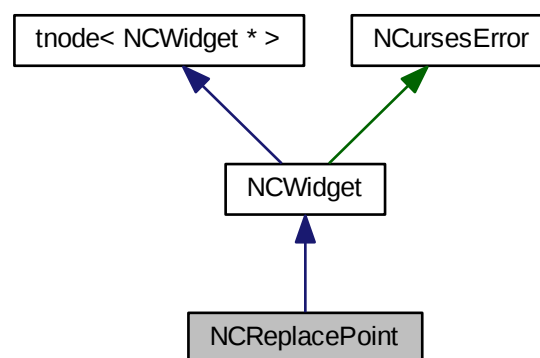 tnode< NCWidget * >
NCursesError
NCWidget
NCReplacePoint